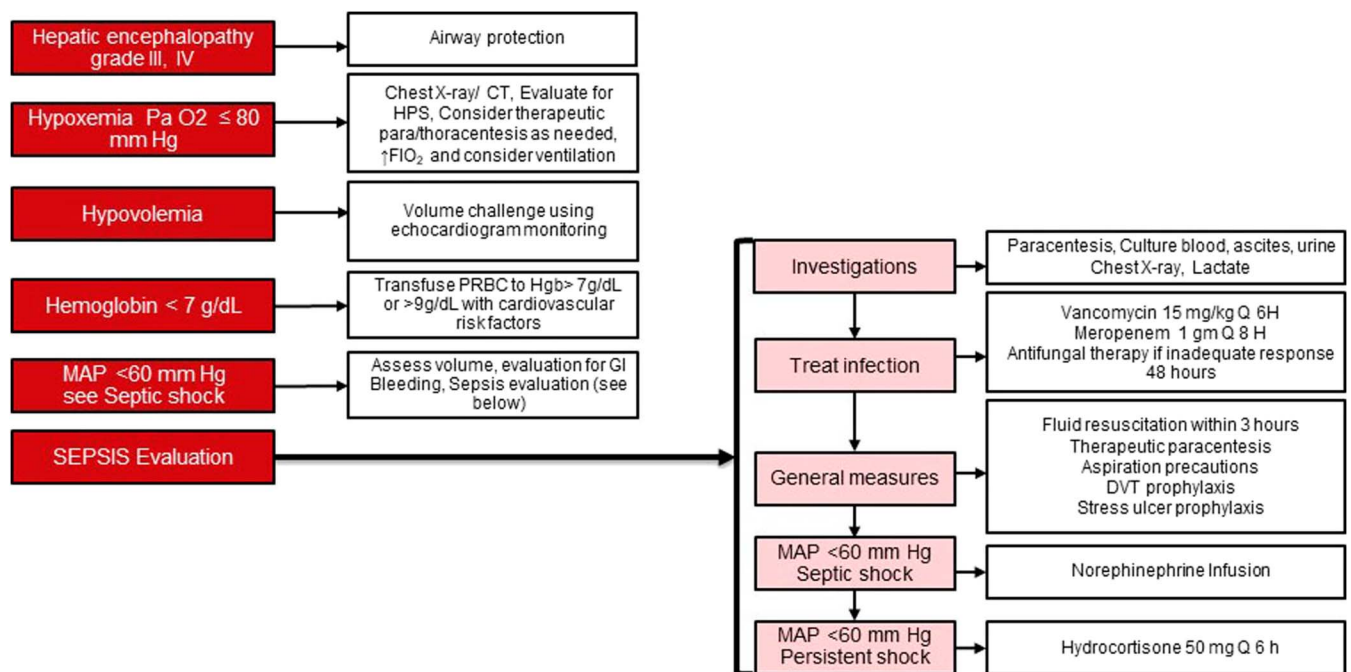 Hepatic encephalopathy
grade III, IV
Airway protection
Hypoxemia Pa O2 ≤ 80
mm Hg
Chest X-ray/ CT, Evaluate for
HPS, Consider therapeutic
para/thoracentesis as needed,
↑FIO₂ and consider ventilation
Hypovolemia
Volume challenge using
echocardiogram monitoring
Hemoglobin < 7 g/dL
Transfuse PRBC to Hgb> 7g/dL
or >9g/dL with cardiovascular
risk factors
MAP <60 mm Hg
see Septic shock
Assess volume, evaluation for GI
Bleeding, Sepsis evaluation (see
below)
SEPSIS Evaluation
Investigations
Paracentesis, Culture blood, ascites, urine
Chest X-ray, Lactate
Treat infection
Vancomycin 15 mg/kg Q 6H
Meropenem 1 gm Q 8 H
Antifungal therapy if inadequate response
48 hours
General measures
Fluid resuscitation within 3 hours
Therapeutic paracentesis
Aspiration precautions
DVT prophylaxis
Stress ulcer prophylaxis
MAP <60 mm Hg
Septic shock
Norephinephrine Infusion
MAP <60 mm Hg
Persistent shock
Hydrocortisone 50 mg Q 6 h